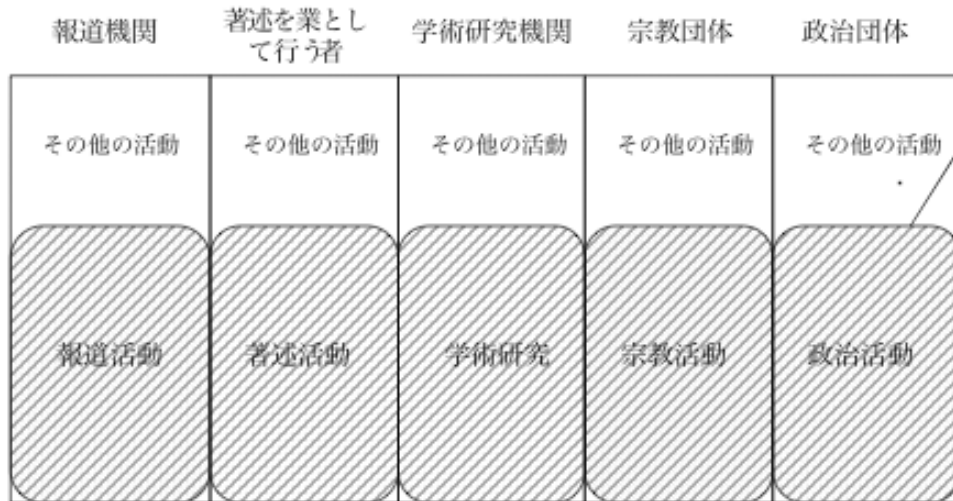 報道機関
著述を業とし
て行う者
学術研究機関
宗教団体
政治団体
その他の活動
その他の活動
その他の活動
その他の活動
その他の活動
報道活動
著述活動
学術研究
宗教活動
政治活動